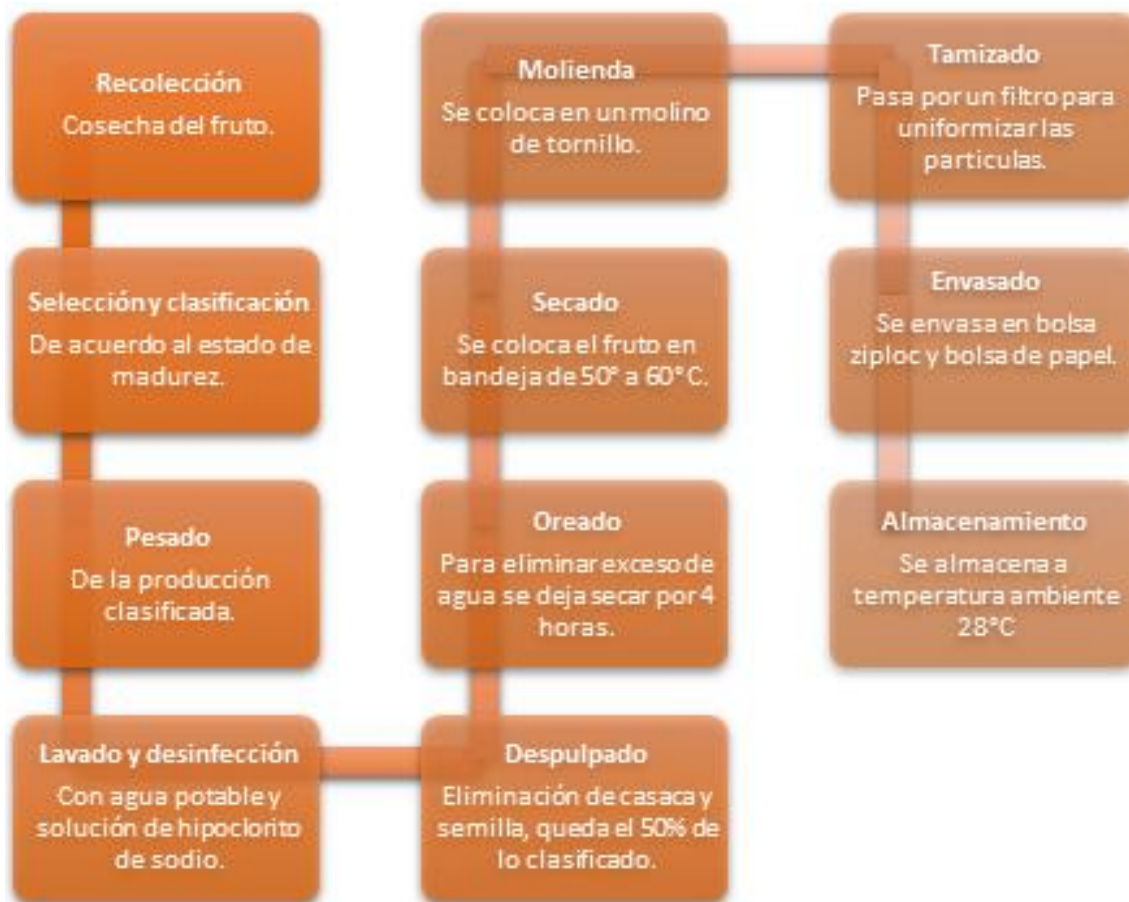 Recolección
Cosecha del fruto.
Selección y clasificación
De acuerdo al estado de
madurez.
Pesado
De la producción
clasificada.
Lavado y desinfección
Con agua potable y
solución de hipoclorito
de sodio.
Despulpado
Eliminación de casaca y
semilla, queda el 50% de
lo clasificado.
Oreado
Para eliminar exceso de
agua se deja secar por 4
horas.
Secado
Se coloca el fruto en
bandeja de 50° a 60°C.
Molienda
Se coloca en un molino
de tornillo.
Tamizado
Pasa por un filtro para
uniformizar las
particulas.
Envasado
Se envasa en bolsa
ziploc y bolsa de papel.
Almacenamiento
Se almacena a
temperatura ambiente
28°C